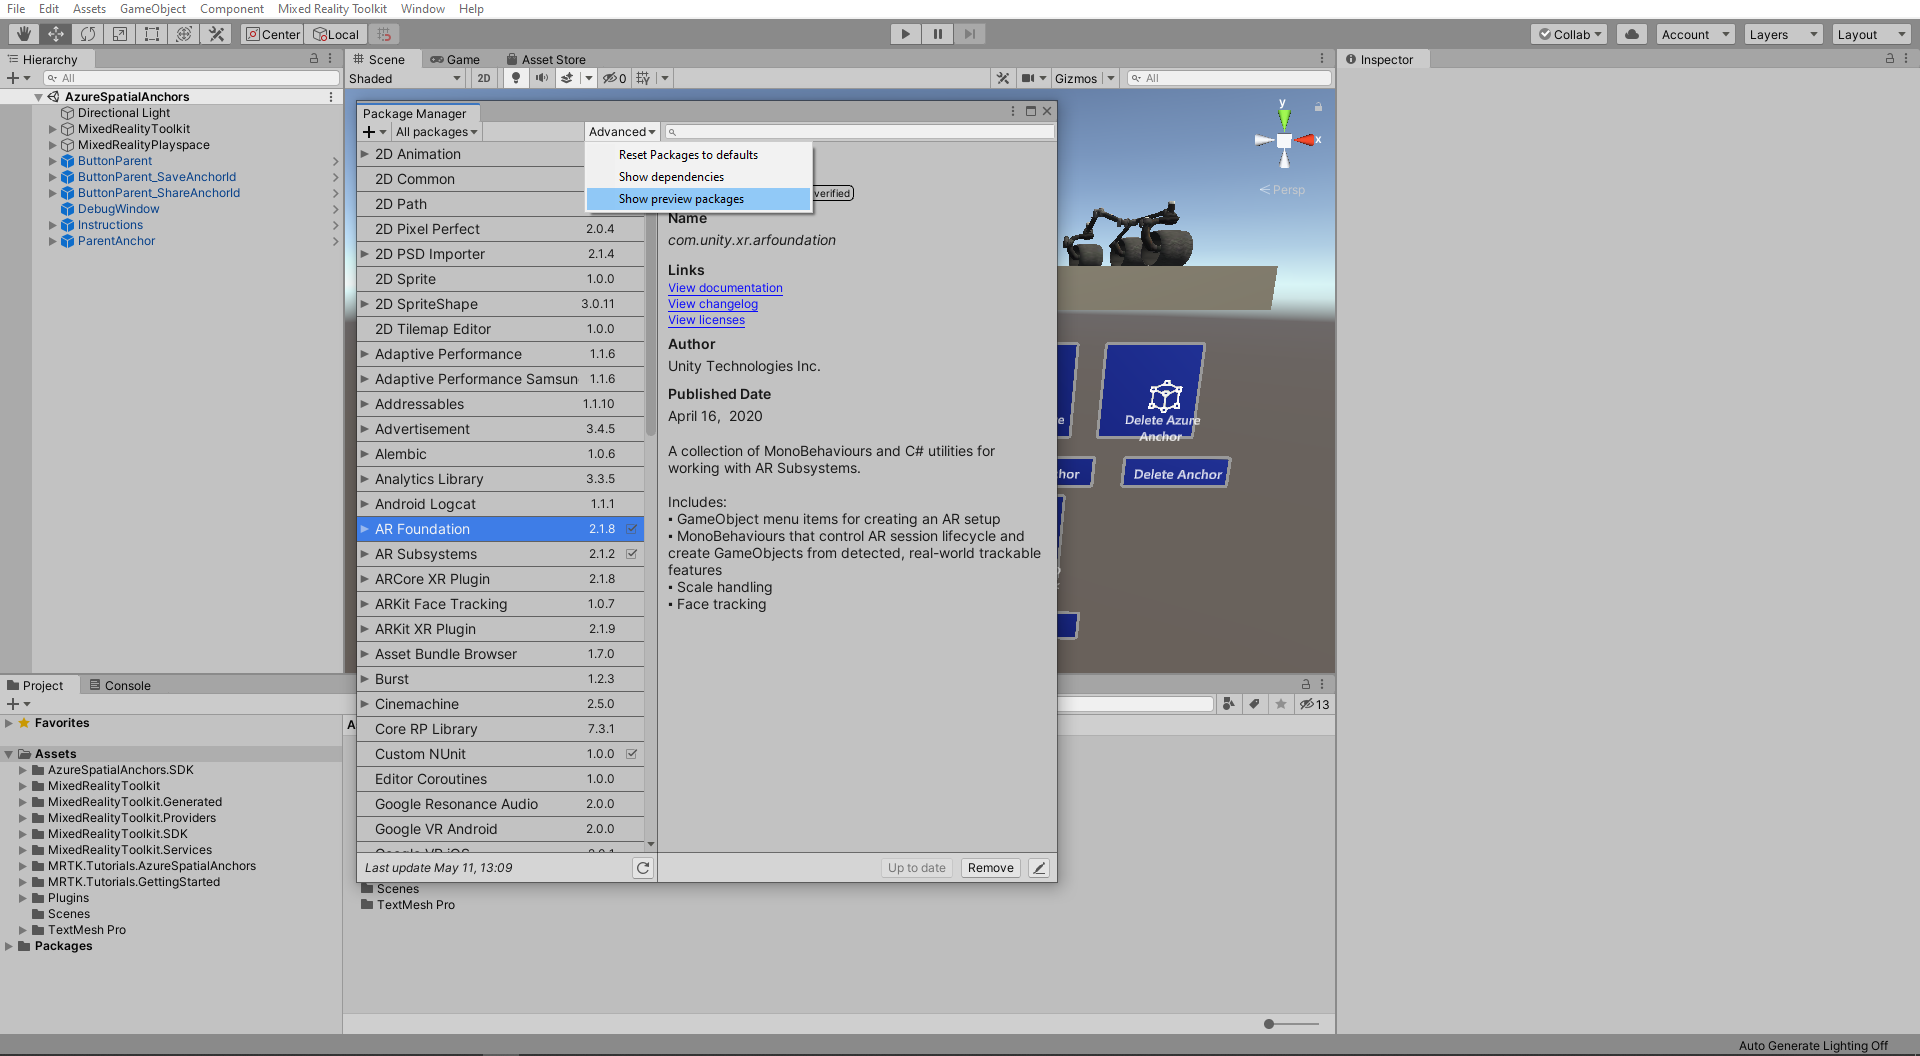 File Edit Assets GameObject Component Mixed Reality Toolkit Window Help
Center Local Collab Account Layers Layout
Hierarchy
All
AzureSpatialAnchors
Directional Light
MixedRealityToolkit
MixedRealityPlayspace
ButtonParent
ButtonParent_SaveAnchorId
ButtonParent_ShareAnchorId
DebugWindow
Instructions
ParentAnchor
Scene Game Asset Store
Shaded 2D 0 Gizmos All
y
x
Persp
Delete Azure
Anchor
hor
Delete Anchor
Inspector
Package Manager
All packages Advanced
Reset Packages to defaults
Show dependencies
Show preview packages
2D Animation
2D Common
2D Path
2D Pixel Perfect 2.0.4
2D PSD Importer 2.1.4
2D Sprite 1.0.0
2D SpriteShape 3.0.11
2D Tilemap Editor 1.0.0
Adaptive Performance 1.1.6
Adaptive Performance Samsun 1.1.6
Addressables 1.1.10
Advertisement 3.4.5
Alembic 1.0.6
Analytics Library 3.3.5
Android Logcat 1.1.1
AR Foundation 2.1.8
AR Subsystems 2.1.2
ARCore XR Plugin 2.1.8
ARKit Face Tracking 1.0.7
ARKit XR Plugin 2.1.9
Asset Bundle Browser 1.7.0
Burst 1.2.3
Cinemachine 2.5.0
Core RP Library 7.3.1
Custom NUnit 1.0.0
Editor Coroutines 1.0.0
Google Resonance Audio 2.0.0
Google VR Android 2.0.0
Last update May 11, 13:09
verified
Name
com.unity.xr.arfoundation
Links
View documentation
View changelog
View licenses
Author
Unity Technologies Inc.
Published Date
April 16, 2020
A collection of MonoBehaviours and C# utilities for
working with AR Subsystems.
Includes:
▪ GameObject menu items for creating an AR setup
▪ MonoBehaviours that control AR session lifecycle and
create GameObjects from detected, real-world trackable
features
▪ Scale handling
▪ Face tracking
Up to date Remove
Project Console
13
Favorites
Assets
AzureSpatialAnchors.SDK
MixedRealityToolkit
MixedRealityToolkit.Generated
MixedRealityToolkit.Providers
MixedRealityToolkit.SDK
MixedRealityToolkit.Services
MRTK.Tutorials.AzureSpatialAnchors
MRTK.Tutorials.GettingStarted
Plugins
Scenes
TextMesh Pro
Packages
A
Scenes
TextMesh Pro
Auto Generate Lighting Off